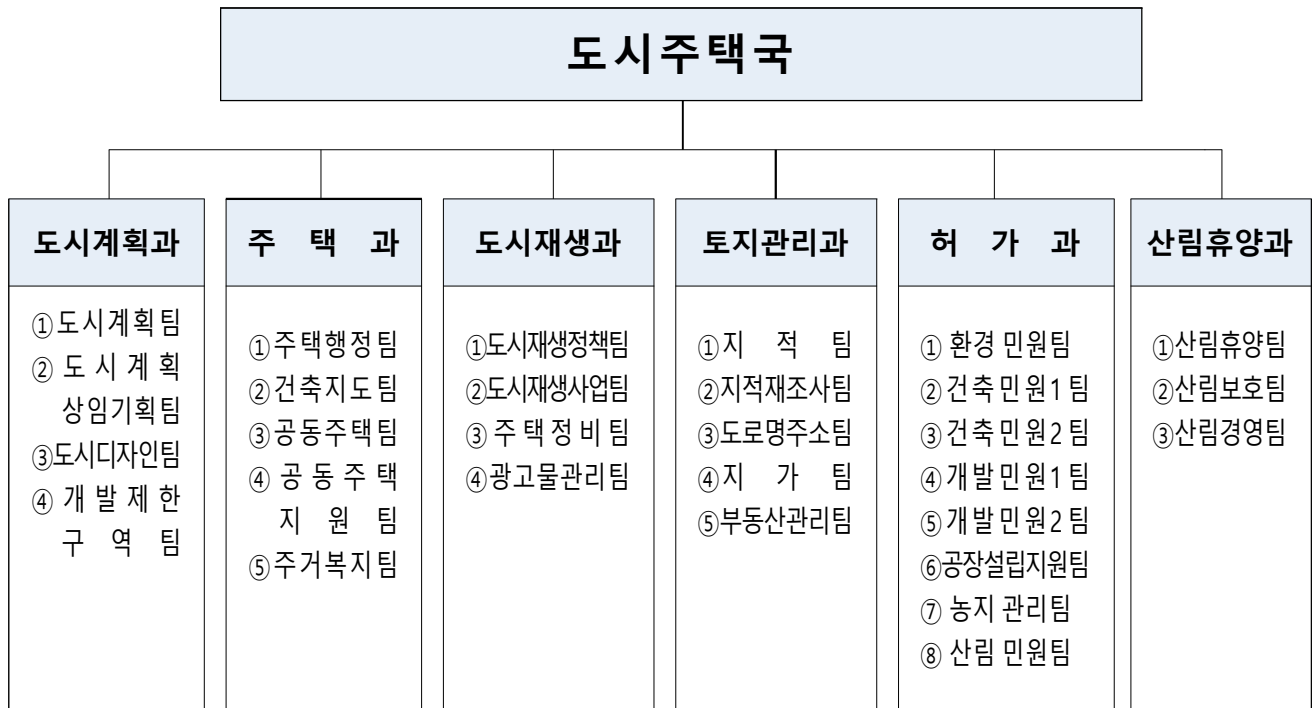 도시주택국
도시계획과
①도시계획팀
② 도 시 계 획
상임기획팀
③도시디자인팀
④ 개 발 제 한
구 역 팀
주 택 과
①주택행정팀
②건축지도팀
③공동주택팀
④ 공 동 주 택
지 원 팀
⑤주거복지팀
도시재생과
①도시재생정책팀
②도시재생사업팀
③ 주택정비팀
④광고물관리팀
토지관리과
①지 적 팀
②지적재조사팀
③도로명주소팀
④지 가 팀
⑤부동산관리팀
허 가 과
① 환경 민원팀
②건축민원1팀
③건축민원2팀
④개발민원1팀
⑤개발민원2팀
⑥공장설립지원팀
⑦ 농지 관리팀
⑧ 산림 민원팀
산림휴양과
①산림휴양팀
②산림보호팀
③산림경영팀